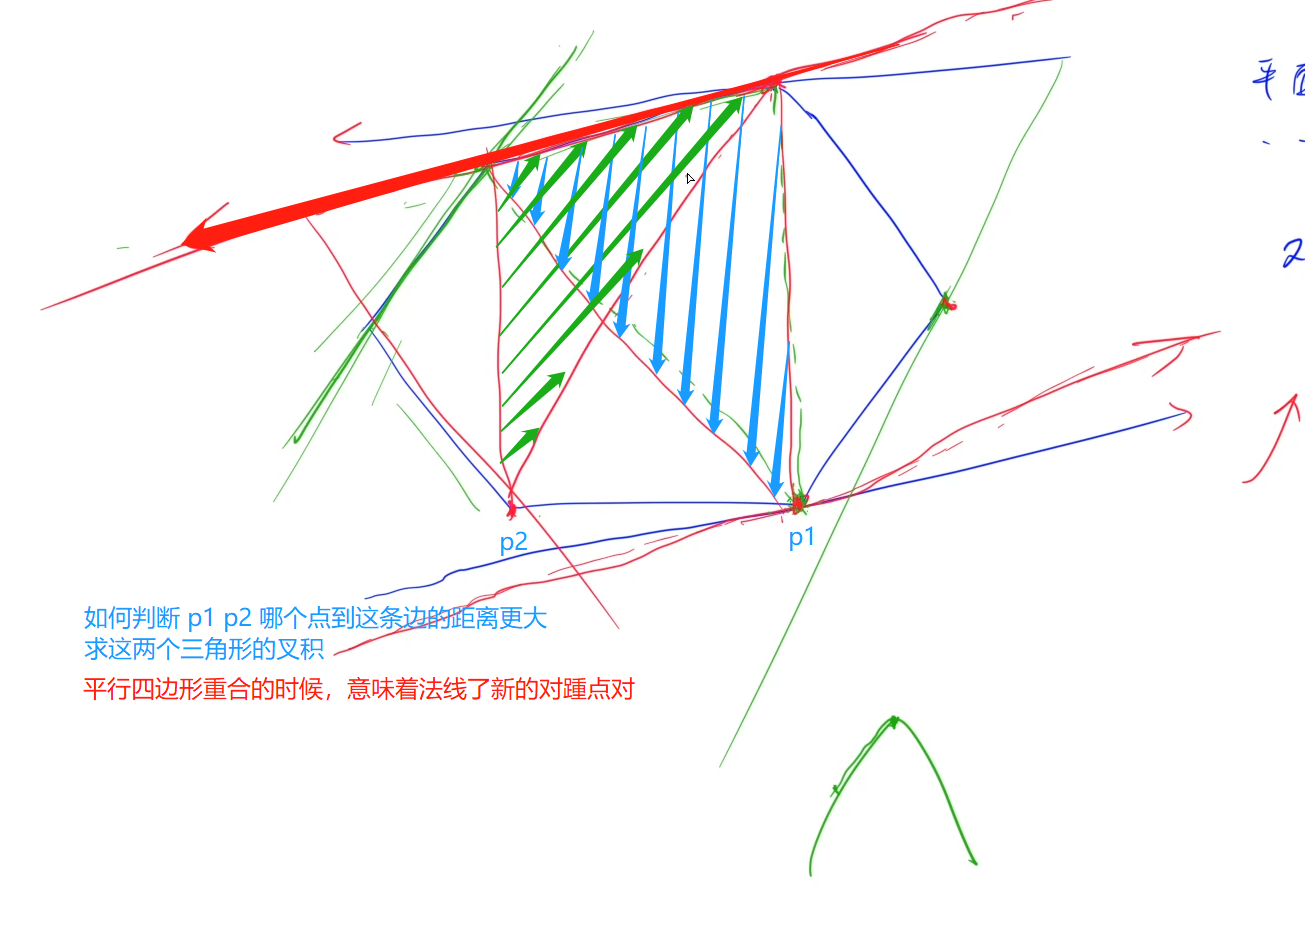 平面
2
p2
p1
如何判断 p1 p2 哪个点到这条边的距离更大
求这两个三角形的叉积
平行四边形重合的时候，意味着法线了新的对踵点对